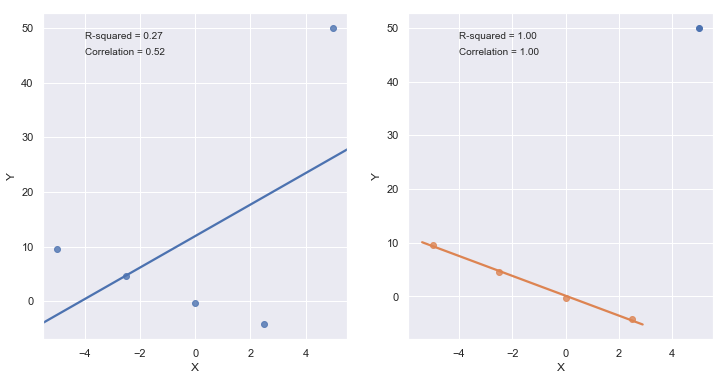 R-squared = 0.27
Correlation = 0.52
50
40
30
20
10
0
Y
−4
−2
0
2
4
X
R-squared = 1.00
Correlation = 1.00
50
40
30
20
10
0
Y
−4
−2
0
2
4
X